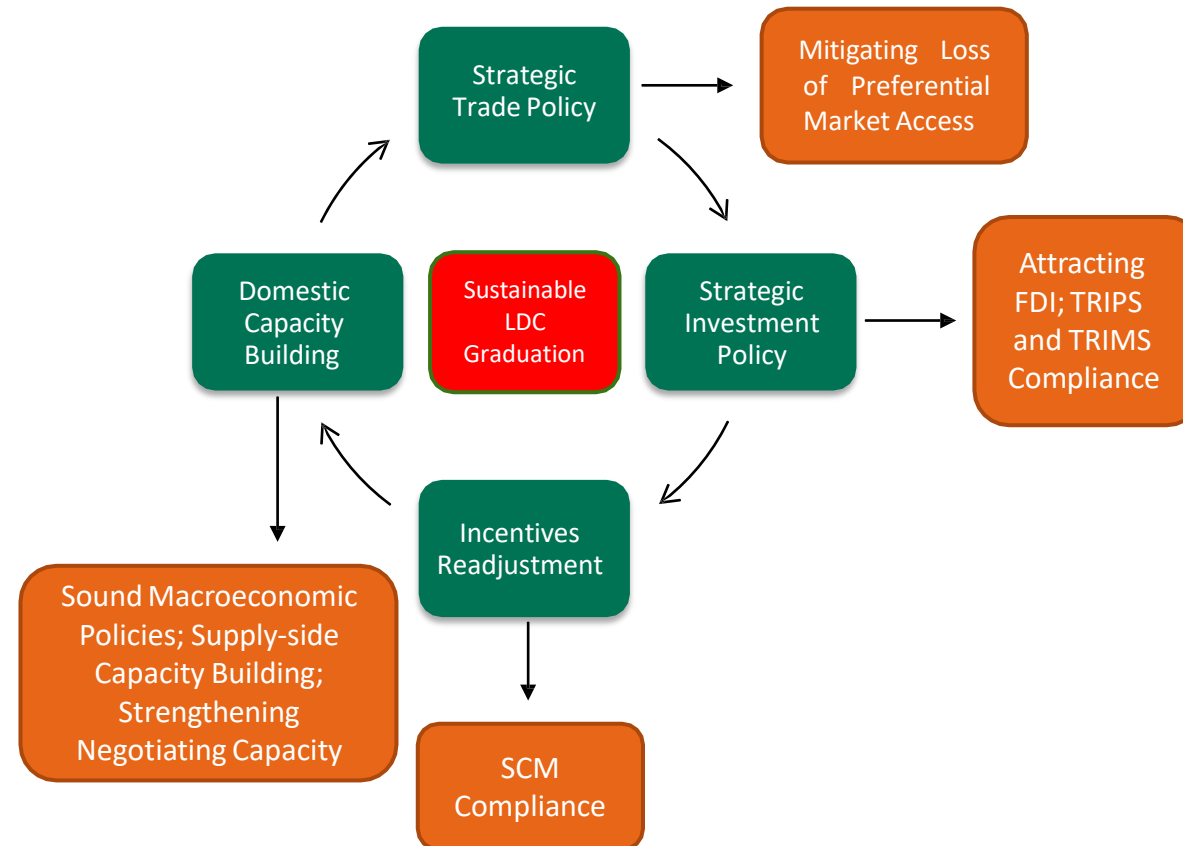 Strategic
Trade Policy
Mitigating Loss
of Preferential
Market Access
Domestic
Capacity
Building
Sustainable
LDC
Graduation
Strategic
Investment
Policy
Attracting
FDI; TRIPS
and TRIMS
Compliance
Incentives
Readjustment
Sound Macroeconomic
Policies; Supply-side
Capacity Building;
Strengthening
Negotiating Capacity
SCM
Compliance